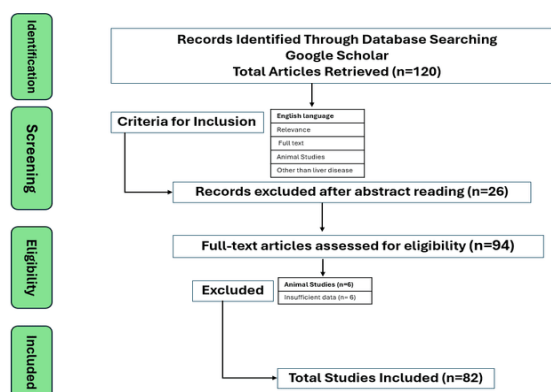 Identification
Records Identified Through Database Searching
Google Scholar
Total Articles Retrieved (n=120)
Screening
Criteria for Inclusion
English language
Relevance
Full text
Animal Studies
Other than liver disease
Records excluded after abstract reading (n=26)
Eligibility
Full-text articles assessed for eligibility (n=94)
Excluded
Animal Studies (n=6)
Insufficient data (n= 6)
Included
Total Studies Included (n=82)